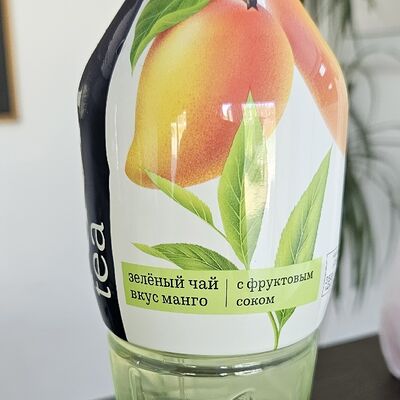 tea
зелёный чай
вкус манго
с фруктовым
соком